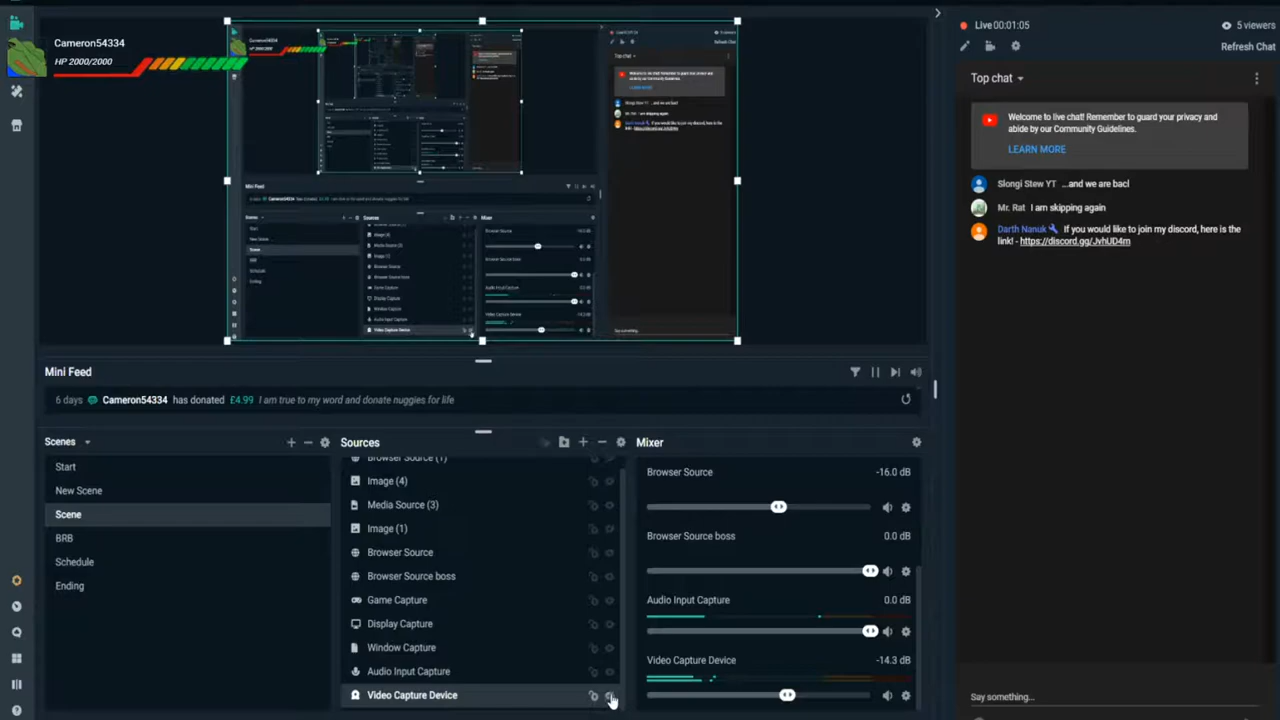 Cameron54334
HP 2000/2000
Live 00:01:05
5 viewers
Refresh Chat
Top chat
Welcome to live chat! Remember to guard your privacy and
abide by our Community Guidelines.
LEARN MORE
Slongi Stew YT ...and we are bacl
Mr. Rat I am skipping again
Darth Nanuk If you would like to join my discord, here is the
link! - https://discord.gg/JvhUD4m
Mini Feed
6 days Cameron54334 has donated £4.99 I am true to my word and donate nuggies for life
Scenes
Start
New Scene
Scene
BRB
Schedule
Ending
Sources
Browser Source (1)
Image (4)
Media Source (3)
Image (1)
Browser Source
Browser Source boss
Game Capture
Display Capture
Window Capture
Audio Input Capture
Video Capture Device
Mixer
Browser Source -16.0 dB
Browser Source boss 0.0 dB
Audio Input Capture 0.0 dB
Video Capture Device -14.3 dB
Say something...